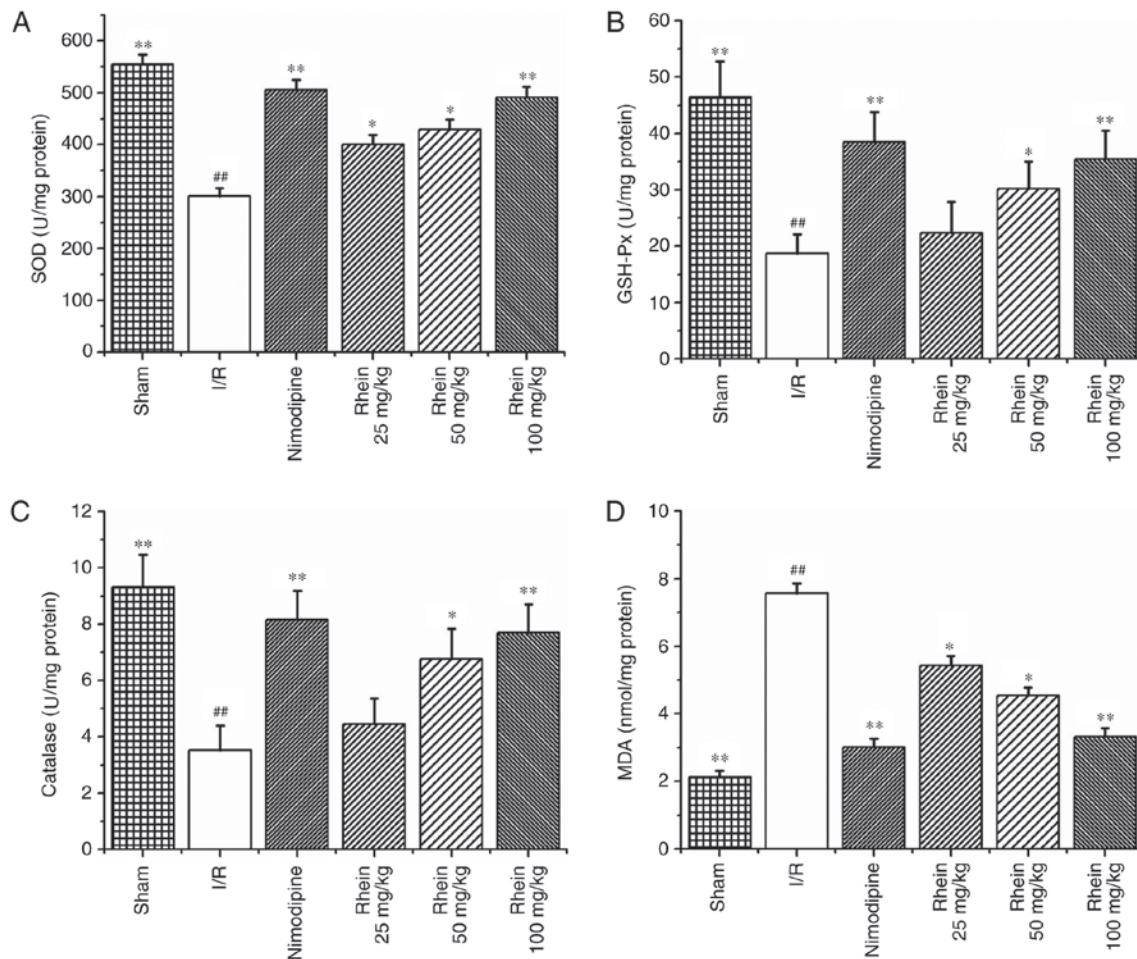 A
SOD (U/mg protein)
600
500
400
300
200
100
0
**
##
**
*
*
**
Sham
I/R
Nimodipine
Rhein
25 mg/kg
Rhein
50 mg/kg
Rhein
100 mg/kg
B
GSH-Px (U/mg protein)
60
50
40
30
20
10
0
**
##
**
*
**
Sham
I/R
Nimodipine
Rhein
25 mg/kg
Rhein
50 mg/kg
Rhein
100 mg/kg
C
Catalase (U/mg protein)
12
10
8
6
4
2
0
**
##
**
*
**
Sham
I/R
Nimodipine
Rhein
25 mg/kg
Rhein
50 mg/kg
Rhein
100 mg/kg
D
MDA (nmol/mg protein)
10
8
6
4
2
0
**
##
**
*
*
**
Sham
I/R
Nimodipine
Rhein
25 mg/kg
Rhein
50 mg/kg
Rhein
100 mg/kg